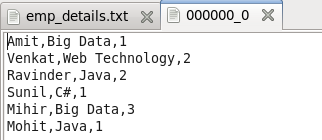 emp_details.txt 000000_0
Amit,Big Data,1
Venkat,Web Technology,2
Ravinder,Java,2
Sunil,C#,1
Mihir,Big Data,3
Mohit,Java,1